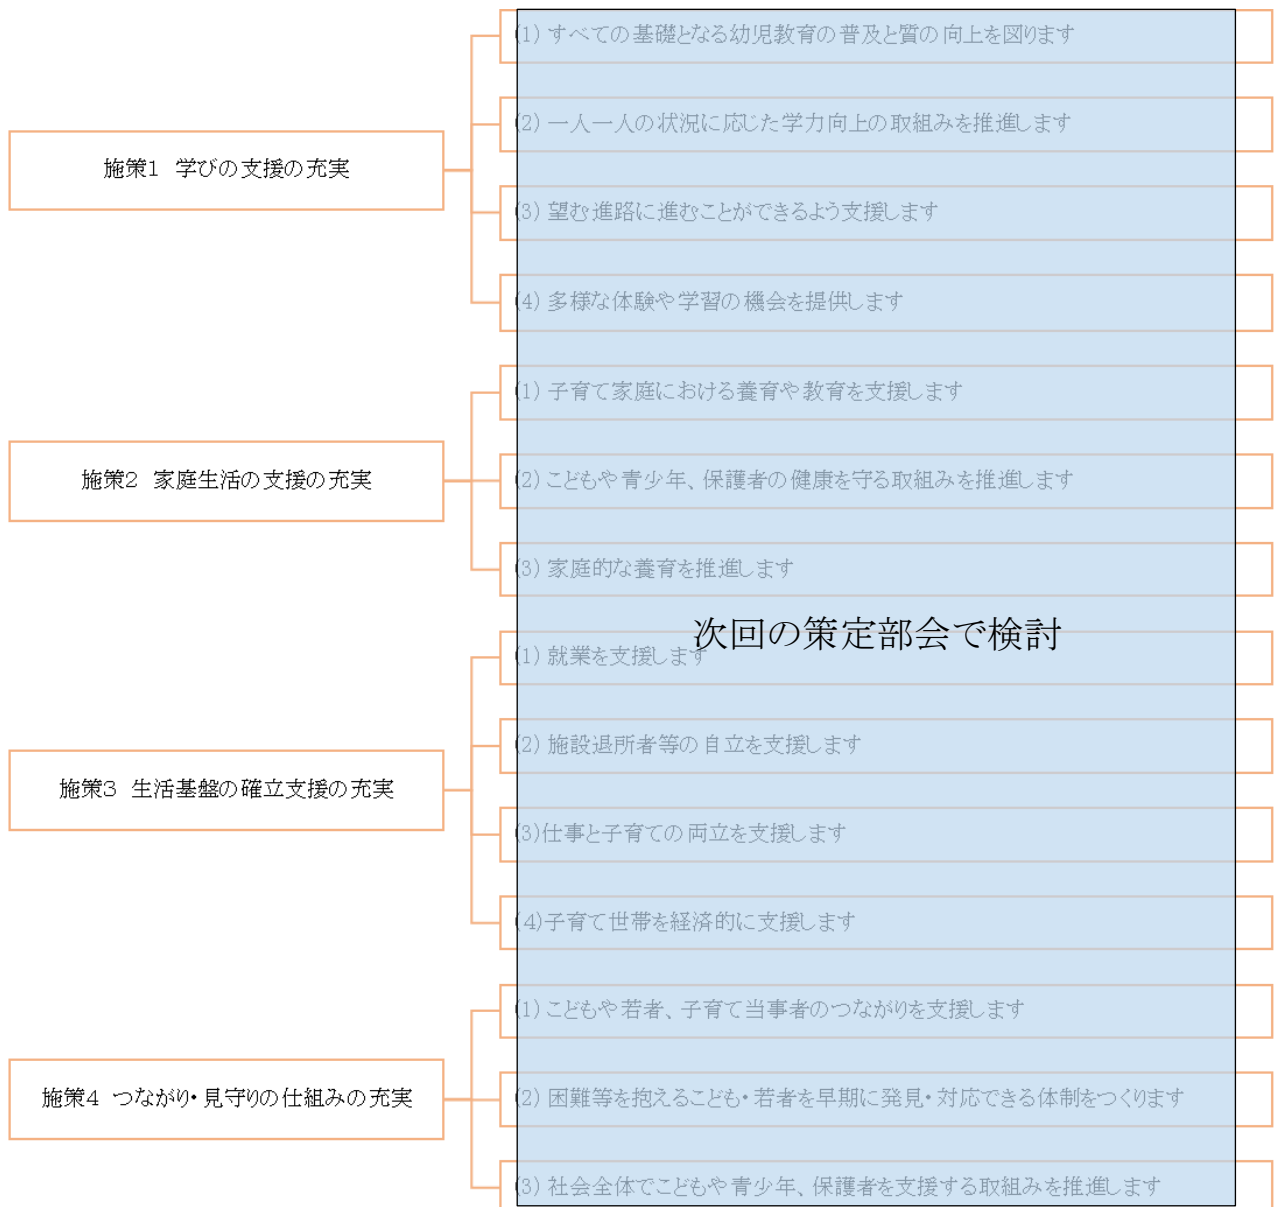 施策1 学びの支援の充実
(1) すべての基礎となる幼児教育の普及と質の向上を図ります
(2) 一人一人の状況に応じた学力向上の取組みを推進します
(3) 望む進路に進むことができるよう支援します
(4) 多様な体験や学習の機会を提供します
施策2 家庭生活の支援の充実
(1) 子育て家庭における養育や教育を支援します
(2) こどもや青少年、保護者の健康を守る取組みを推進します
(3) 家庭的な養育を推進します
次回の策定部会で検討
施策3 生活基盤の確立支援の充実
(1) 就業を支援します
(2) 施設退所者等の自立を支援します
(3)仕事と子育ての両立を支援します
(4)子育て世帯を経済的に支援します
施策4 つながり・見守りの仕組みの充実
(1) こどもや若者、子育て当事者のつながりを支援します
(2) 困難等を抱えるこども・若者を早期に発見・対応できる体制をつくります
(3) 社会全体でこどもや青少年、保護者を支援する取組みを推進します